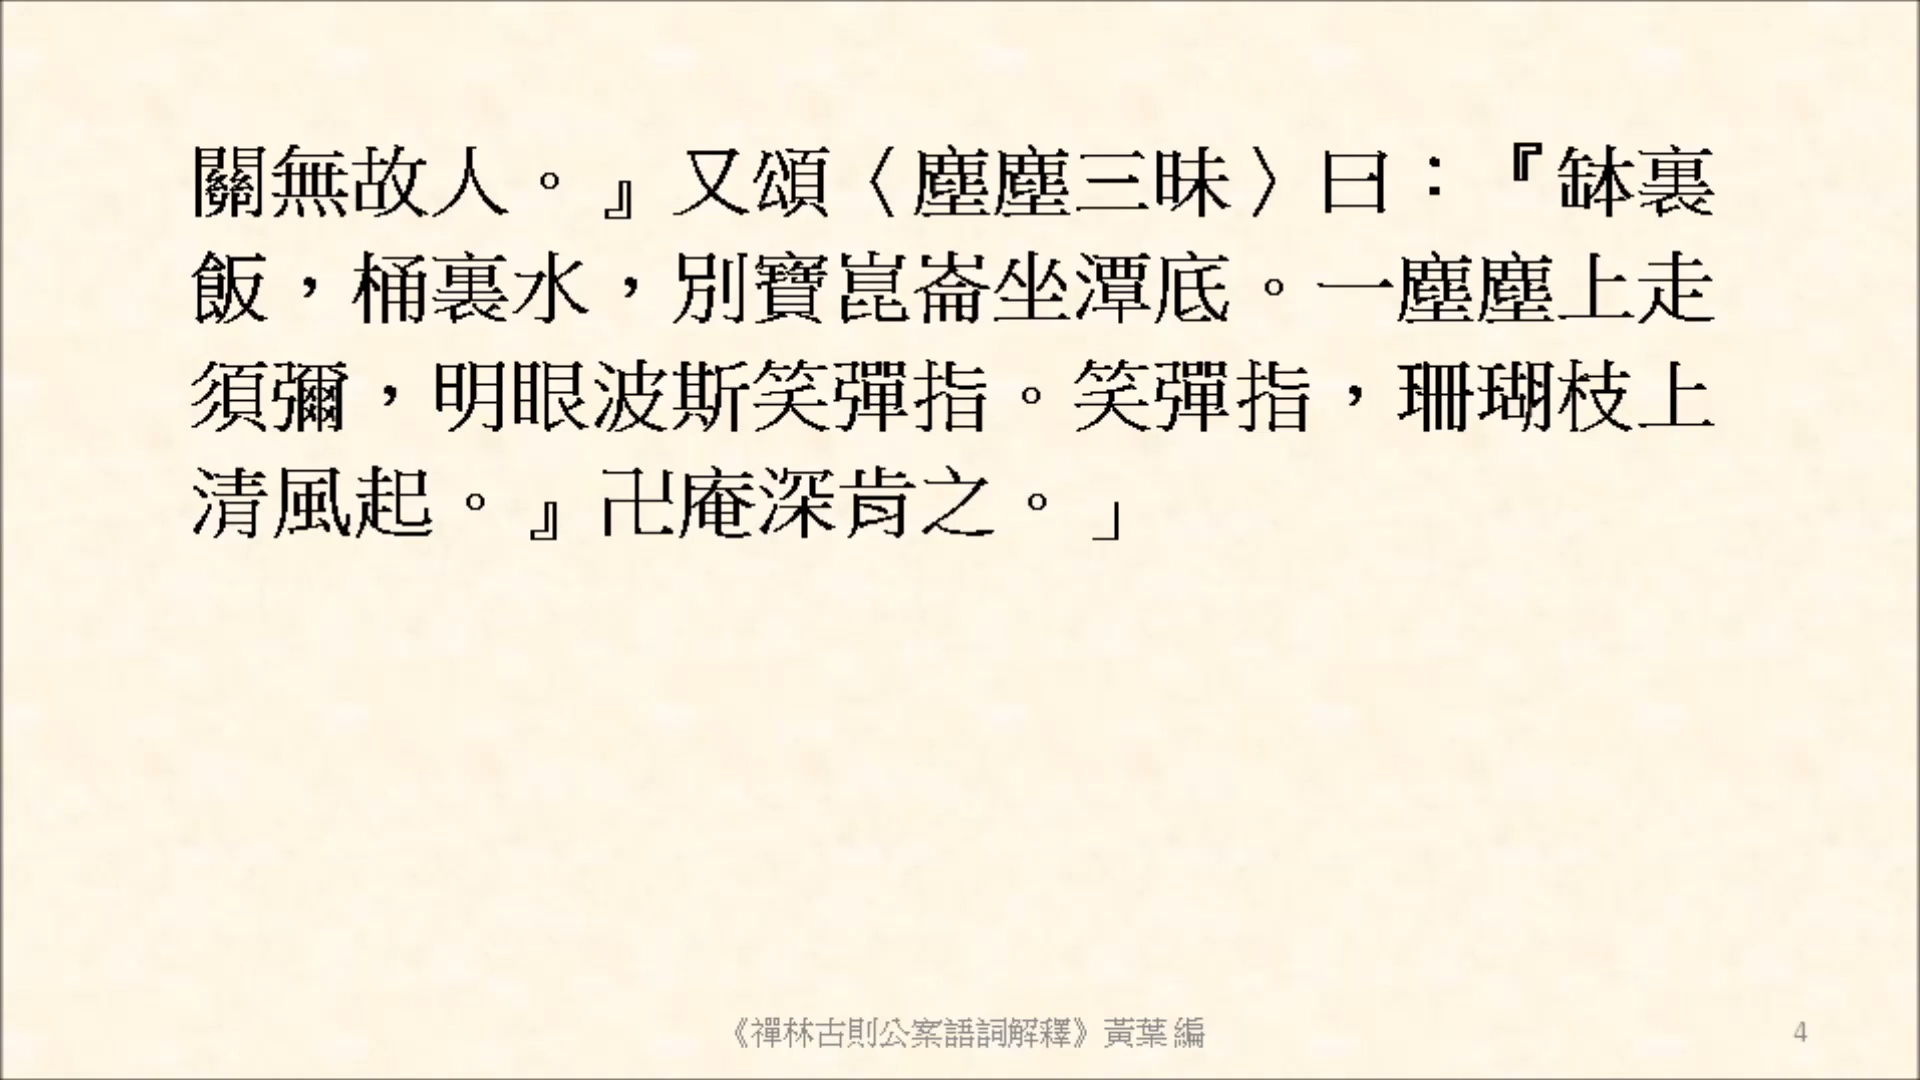 關無故人。』又頌〈塵塵三昧〉曰：『缽裏
飯，桶裏水，別寶崑崙坐潭底。一塵塵上走
須彌，明眼波斯笑彈指。笑彈指，珊瑚枝上
清風起。』卍庵深肯之。」
《禪林古則公案語詞解釋》黃葉 編
4